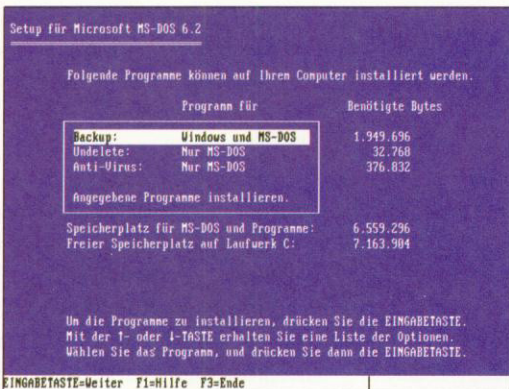 Setup für Microsoft MS-DOS 6.2
Folgende Programme können auf Ihrem Computer installiert werden.
Programm für Benötigte Bytes
Backup: Windows und MS-DOS 1.949.696
Undelete: Nur MS-DOS 32.768
Anti-Virus: Nur MS-DOS 376.832
Angegebene Programme installieren.
Speicherplatz für MS-DOS und Programme: 6.559.296
Freier Speicherplatz auf Laufwerk C: 7.163.904
Um die Programme zu installieren, drücken Sie die EINGABETASTE.
Mit der ↑- oder ↓-TASTE erhalten Sie eine Liste der Optionen.
Wählen Sie das Programm, und drücken Sie dann die EINGABETASTE.
EINGABETASTE=Weiter F1=Hilfe F3=Ende